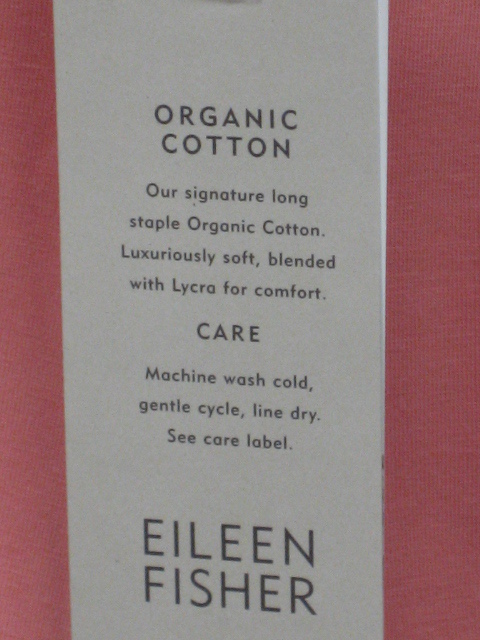 ORGANIC
COTTON
Our signature long
staple Organic Cotton.
Luxuriously soft, blended
with Lycra for comfort.
CARE
Machine wash cold,
gentle cycle, line dry.
See care label.
EILEEN
FISHER